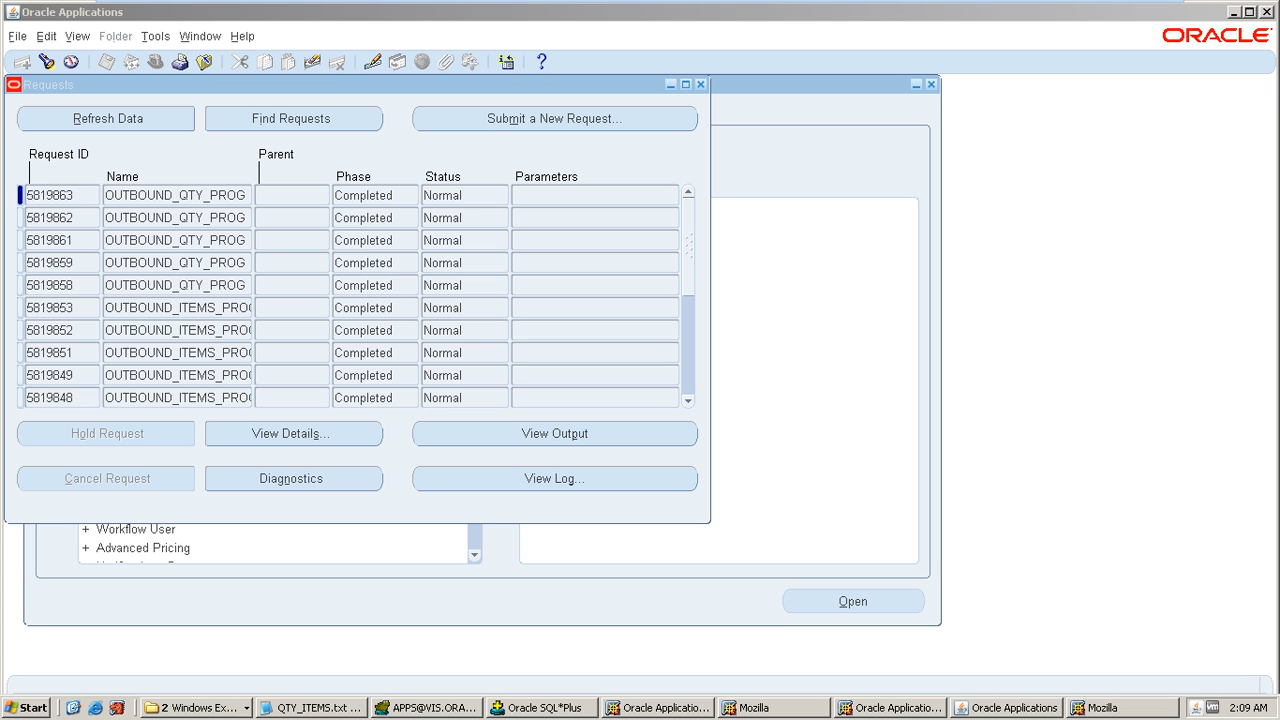 Oracle Applications
File Edit View Folder Tools Window Help
ORACLE
Requests
Refresh Data Find Requests Submit a New Request...
Request ID Parent
Name Phase Status Parameters
5819863 OUTBOUND_QTY_PROG Completed Normal
5819862 OUTBOUND_QTY_PROG Completed Normal
5819861 OUTBOUND_QTY_PROG Completed Normal
5819859 OUTBOUND_QTY_PROG Completed Normal
5819858 OUTBOUND_QTY_PROG Completed Normal
5819853 OUTBOUND_ITEMS_PRO Completed Normal
5819852 OUTBOUND_ITEMS_PRO Completed Normal
5819851 OUTBOUND_ITEMS_PRO Completed Normal
5819849 OUTBOUND_ITEMS_PRO Completed Normal
5819848 OUTBOUND_ITEMS_PRO Completed Normal
Hold Request View Details... View Output
Cancel Request Diagnostics View Log...
+ Workflow User
+ Advanced Pricing
Open
Start 2 Windows Ex... QTY_ITEMS.txt ... APPS@VIS.ORA... Oracle SQL*Plus Oracle Applicatio... Mozilla Oracle Applicatio... Oracle Applications Mozilla 2:09 AM